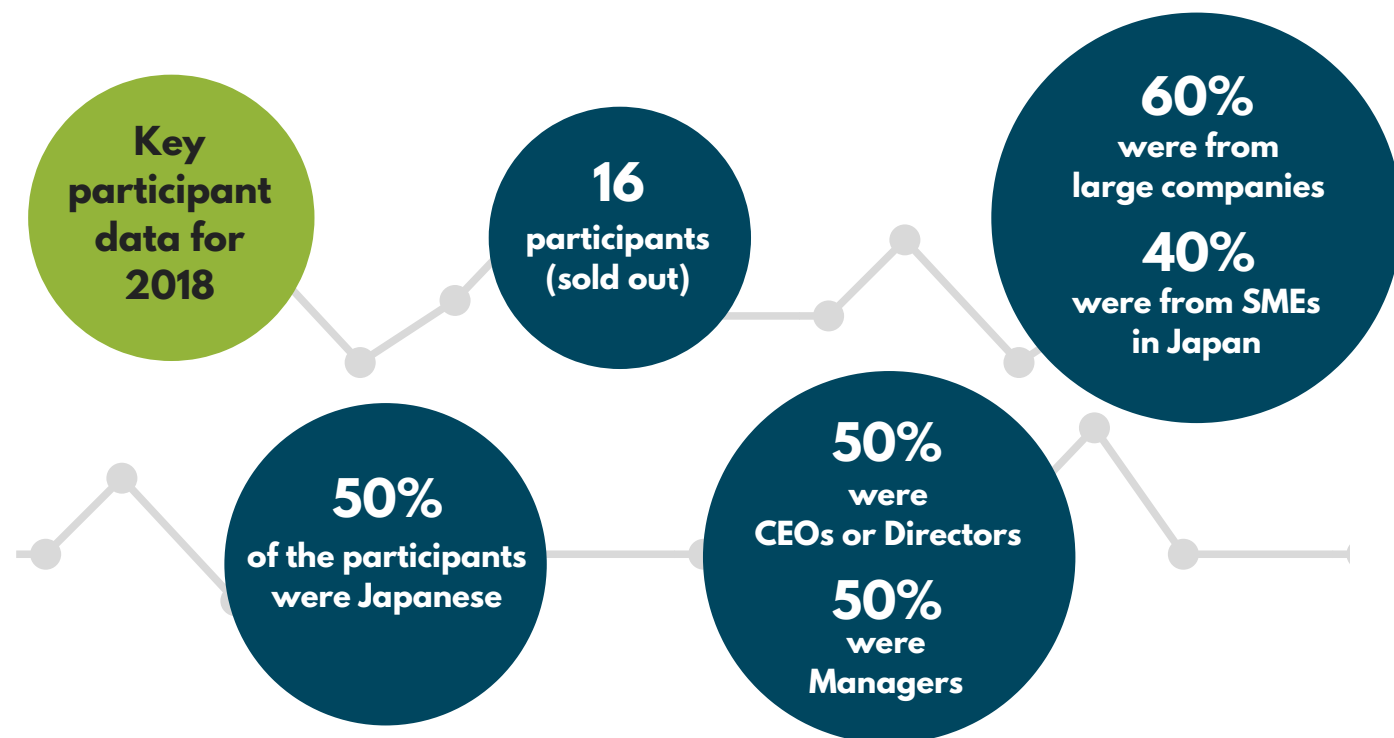 Key
participant
data for
2018
16
participants
(sold out)
60%
were from
large companies
40%
were from SMEs
in Japan
50%
of the participants
were Japanese
50%
were
CEOs or Directors
50%
were
Managers